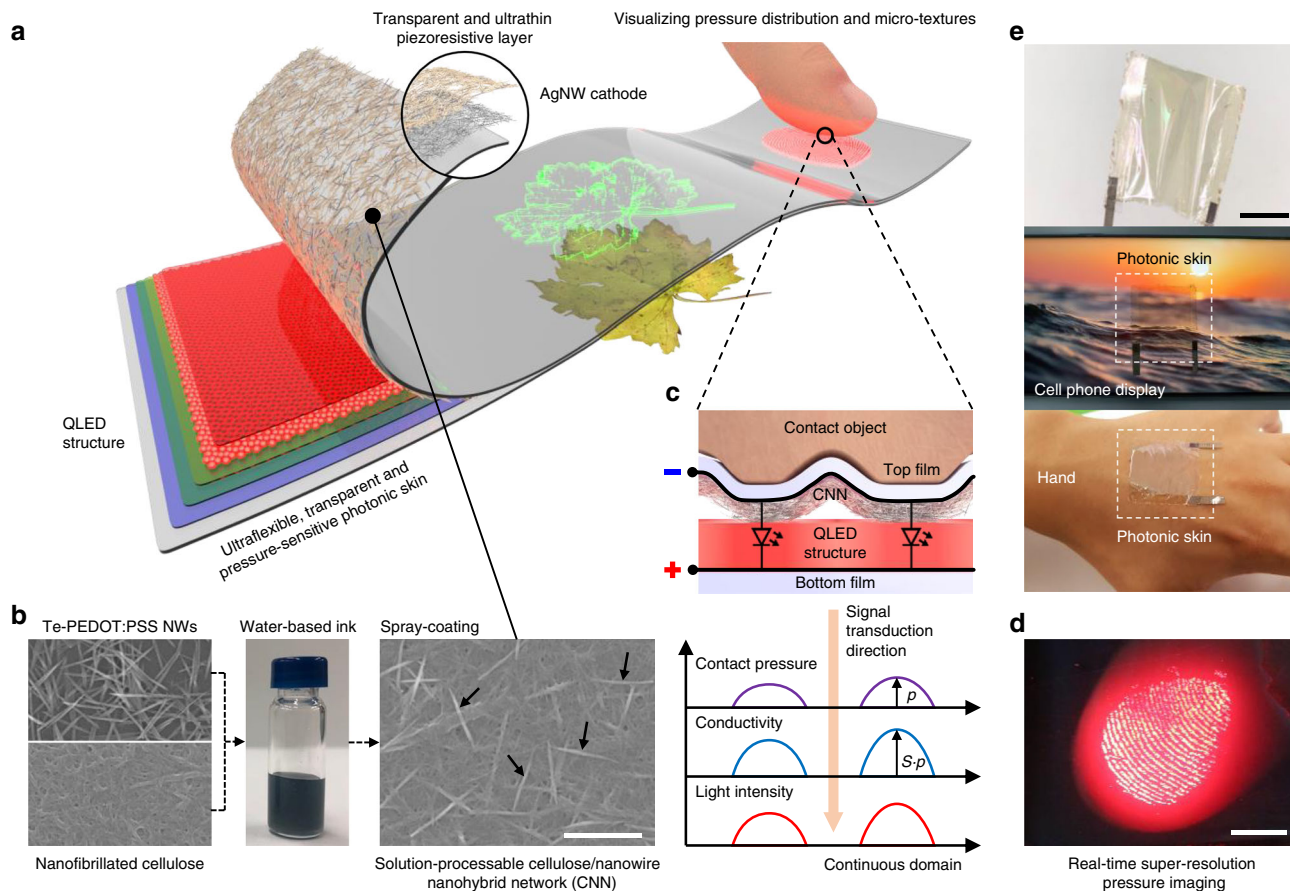 a
Transparent and ultrathin
piezoresistive layer
AgNW cathode
Visualizing pressure distribution and micro-textures
QLED
structure
Ultraflexible, transparent and
pressure-sensitive photonic skin
b
Te-PEDOT:PSS NWs
Water-based ink
Spray-coating
Nanofibrillated cellulose
Solution-processable cellulose/nanowire
nanohybrid network (CNN)
c
Contact object
Top film
CNN
−
QLED
structure
+
Bottom film
Signal
transduction
direction
Contact pressure
p
Conductivity
S·p
Light intensity
Continuous domain
e
Photonic skin
Cell phone display
Hand
Photonic skin
d
Real-time super-resolution
pressure imaging